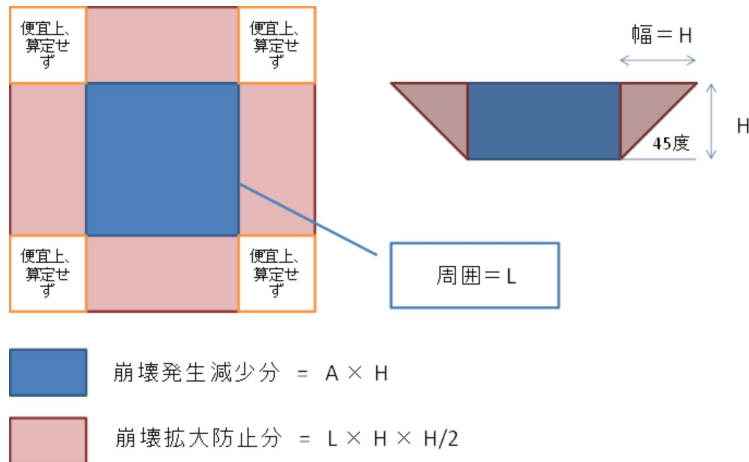 便宜上、
算定せ
ず
便宜上、
算定せ
ず
幅＝H
H
45度
便宜上、
算定せ
ず
便宜上、
算定せ
ず
周囲＝L
崩壊発生減少分 = A × H
崩壊拡大防止分 = L × H × H/2